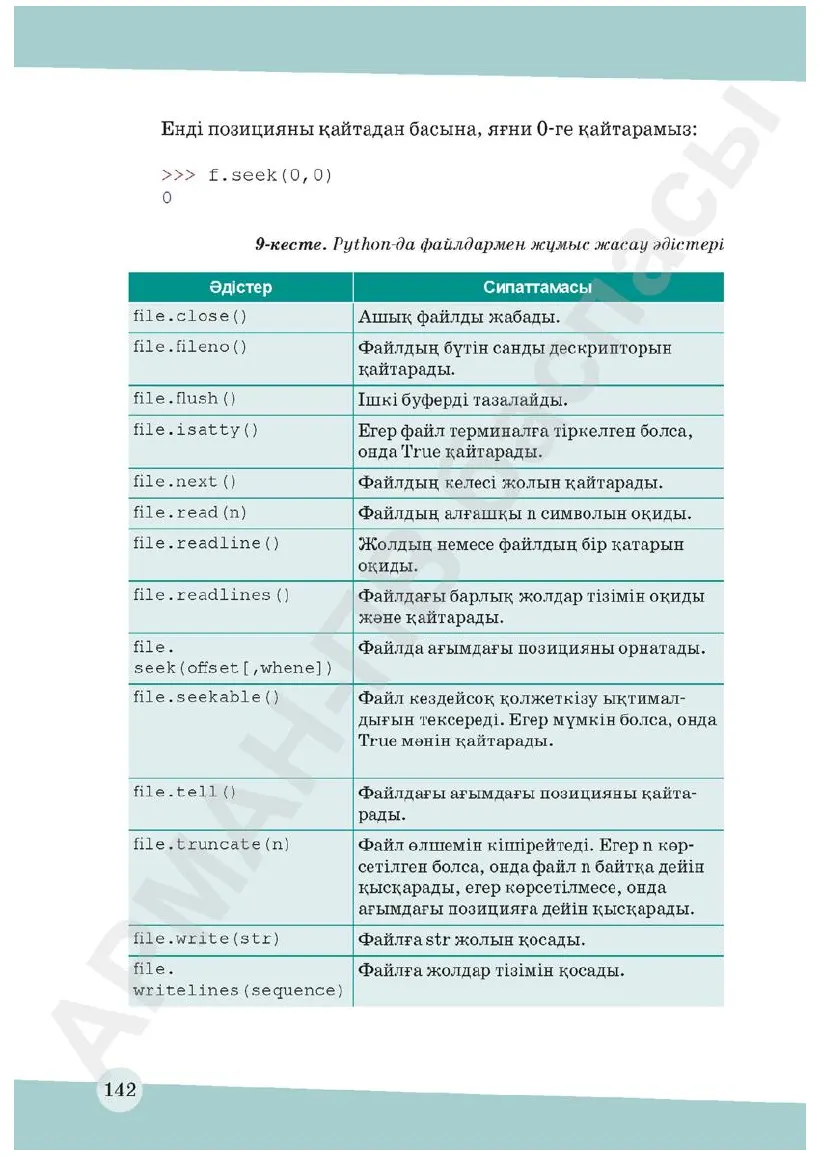 Енді позицияны қайтадан басына, яғни 0-ге қайтарамыз:
>>> f.seek(0,0)
0
9-кесте. Python-да файлдармен жұмыс жасау әдістері
Әдістер Сипаттамасы
file.close() Ашық файлды жабады.
file.fileno() Файлдың бүтін санды дескрипторын
қайтарады.
file.flush() Ішкі буферді тазалайды.
file.isatty() Егер файл терминалға тіркелген болса,
онда True қайтарады.
file.next() Файлдың келесі жолын қайтарады.
file.read(n) Файлдың алғашқы n символын оқиды.
file.readline() Жолдың немесе файлдың бір қатарын
оқиды.
file.readlines() Файлдағы барлық жолдар тізімін оқиды
және қайтарады.
file. Файлда ағымдағы позицияны орнатады.
seek(offset[,whene])
file.seekable() Файл кездейсоқ қолжеткізу ықтимал-
дығын тексереді. Егер мүмкін болса, онда
True мәнін қайтарады.
file.tell() Файлдағы ағымдағы позицияны қайта-
рады.
file.truncate(n) Файл өлшемін кішірейтеді. Егер n көр-
сетілген болса, онда файл n байтқа дейін
қысқарады, егер көрсетілмесе, онда
ағымдағы позицияға дейін қысқарады.
file.write(str) Файлға str жолын қосады.
file. Файлға жолдар тізімін қосады.
writelines(sequence)
142
АРМАН-ПВ баспасы